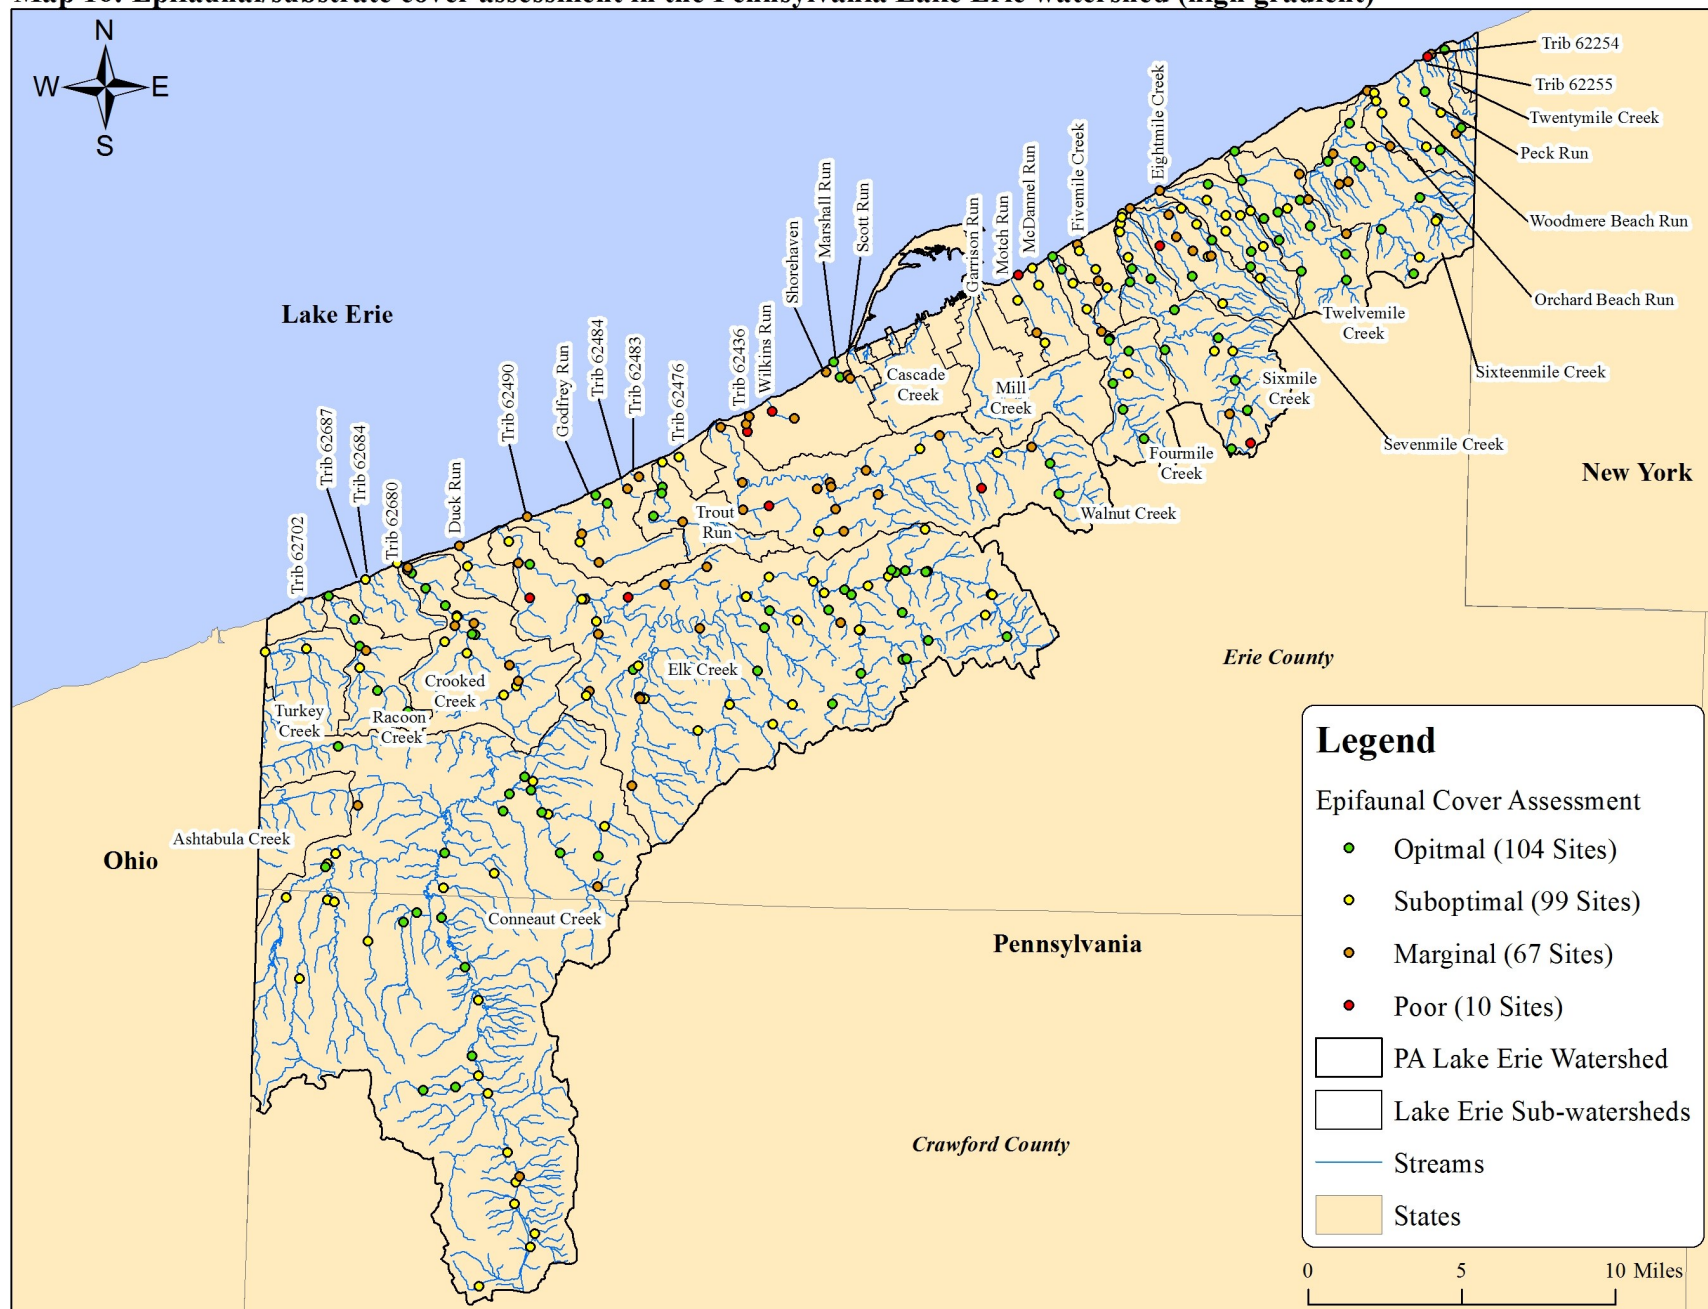 N
W E
S
Trib 62254
Trib 62255
Twentymile Creek
Peck Run
Woodmere Beach Run
Orchard Beach Run
Sixteenmile Creek
Twelvemile
Creek
Sevenmile Creek
Eightmile Creek
Fivemile Creek
McDannel Run
Motch Run
Garrison Run
Scott Run
Marshall Run
Shorehaven
Wilkins Run
Trib 62436
Trib 62476
Trib 62483
Trib 62484
Godfrey Run
Trib 62490
Duck Run
Trib 62680
Trib 62684
Trib 62687
Trib 62702
Lake Erie
Cascade
Creek
Mill
Creek
Sixmile
Creek
Fourmile
Creek
Walnut Creek
Trout
Run
New York
Elk Creek
Crooked
Creek
Racoon
Creek
Turkey
Creek
Erie County
Ashtabula Creek
Ohio
Conneaut Creek
Pennsylvania
Crawford County
Legend
Epifaunal Cover Assessment
Opitmal (104 Sites)
Suboptimal (99 Sites)
Marginal (67 Sites)
Poor (10 Sites)
PA Lake Erie Watershed
Lake Erie Sub-watersheds
Streams
States
0 5 10 Miles